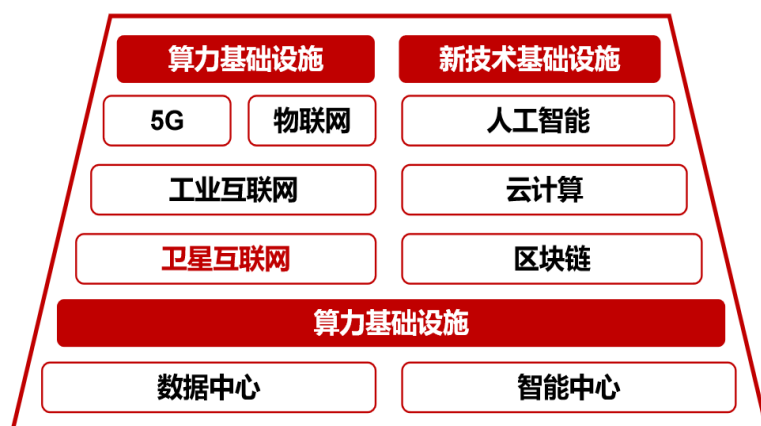 算力基础设施 新技术基础设施
5G 物联网 人工智能
工业互联网 云计算
卫星互联网 区块链
算力基础设施
数据中心 智能中心